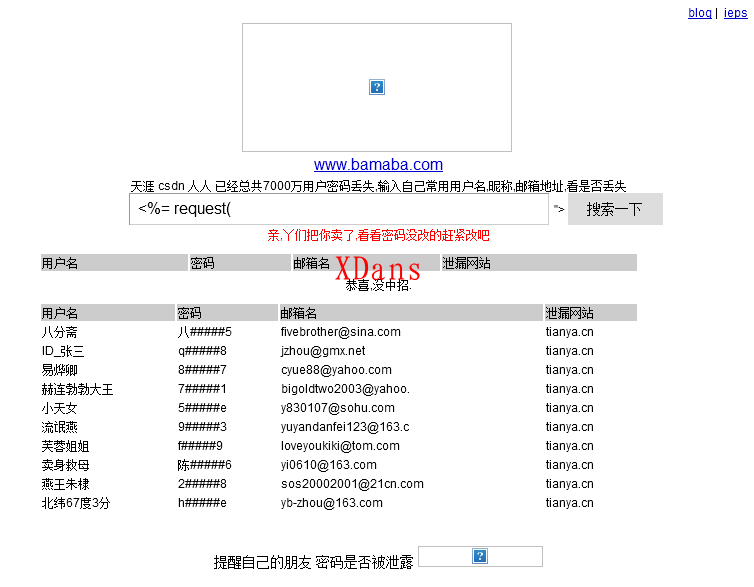 blog | ieps
www.bamaba.com
天涯 csdn 人人 已经总共7000万用户密码丢失,输入自己常用用户名,昵称,邮箱地址,看是否丢失
<%= request( "> 搜索一下
亲,丫们把你卖了,看看密码没改的赶紧改吧
用户名 密码 邮箱名 泄漏网站
XDans
恭喜,没中招.
用户名 密码 邮箱名 泄漏网站
八分斋 八#####5 fivebrother@sina.com tianya.cn
ID_张三 q#####8 jzhou@gmx.net tianya.cn
易烨卿 8#####7 cyue88@yahoo.com tianya.cn
赫连勃勃大王 7#####1 bigoldtwo2003@yahoo. tianya.cn
小天女 5#####e y830107@sohu.com tianya.cn
流氓燕 9#####3 yuyandanfei123@163.c tianya.cn
芙蓉姐姐 f#####9 loveyoukiki@tom.com tianya.cn
卖身救母 陈#####6 yi0610@163.com tianya.cn
燕王朱棣 2#####8 sos20002001@21cn.com tianya.cn
北纬67度3分 h#####e yb-zhou@163.com tianya.cn
提醒自己的朋友 密码是否被泄露